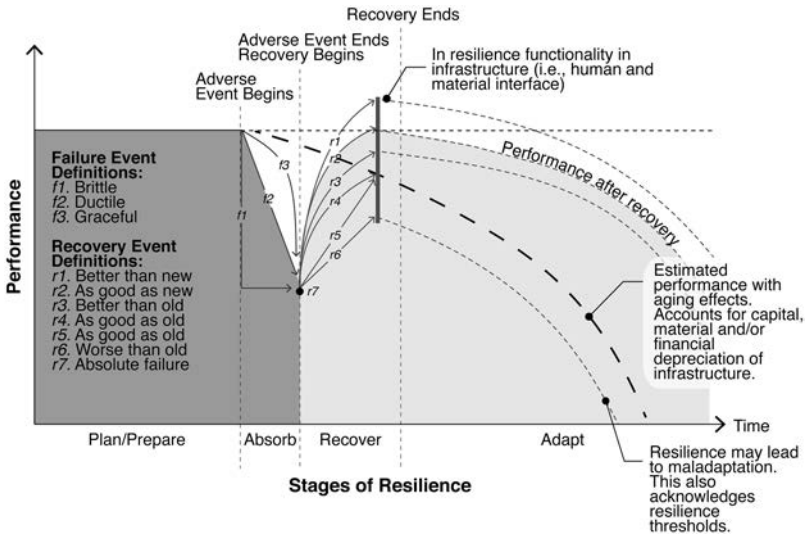 Recovery Ends
Adverse Event Ends
Recovery Begins
Adverse
Event Begins
In resilience functionality in
infrastructure (i.e., human and
material interface)
Performance
Failure Event
Definitions:
f1. Brittle
f2. Ductile
f3. Graceful
Recovery Event
Definitions:
r1. Better than new
r2. As good as new
r3. Better than old
r4. As good as old
r5. As good as old
r6. Worse than old
r7. Absolute failure
f1
f2
f3
r1
r2
r3
r4
r5
r6
r7
Performance after recovery
Estimated
performance with
aging effects.
Accounts for capital,
material and/or
financial
depreciation of
infrastructure.
Time
Plan/Prepare
Absorb
Recover
Adapt
Stages of Resilience
Resilience may lead
to maladaptation.
This also
acknowledges
resilience
thresholds.